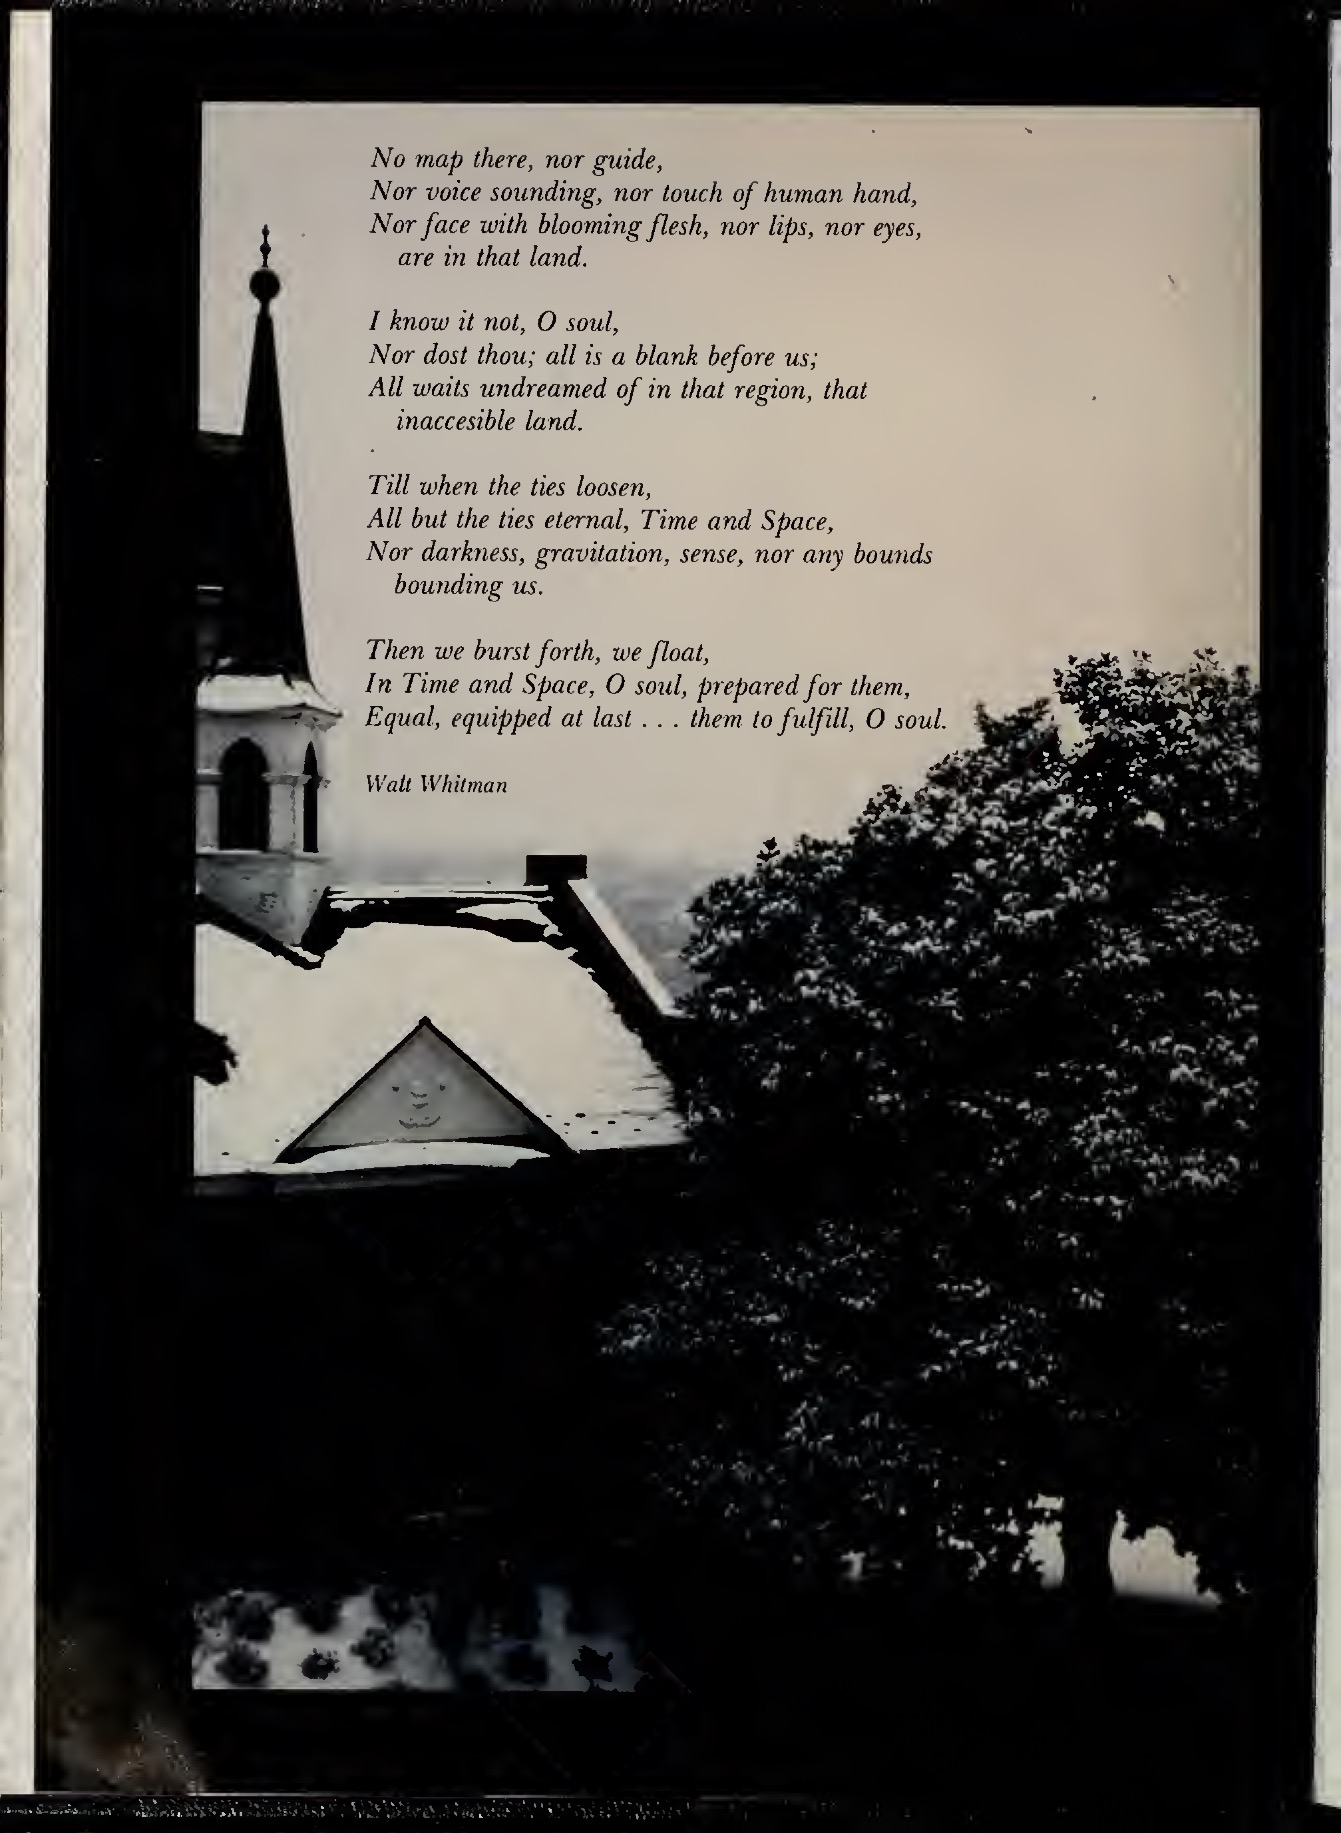 No map there, nor guide,
Nor voice sounding, nor touch of human hand,
Nor face with blooming flesh, nor lips, nor eyes,
are in that land.
I know it not, O soul,
Nor dost thou; all is a blank before us;
All waits undreamed of in that region, that
inaccesible land.
Till when the ties loosen,
All but the ties eternal, Time and Space,
Nor darkness, gravitation, sense, nor any bounds
bounding us.
Then we burst forth, we float,
In Time and Space, O soul, prepared for them,
Equal, equipped at last . . . them to fulfill, O soul.
Walt Whitman